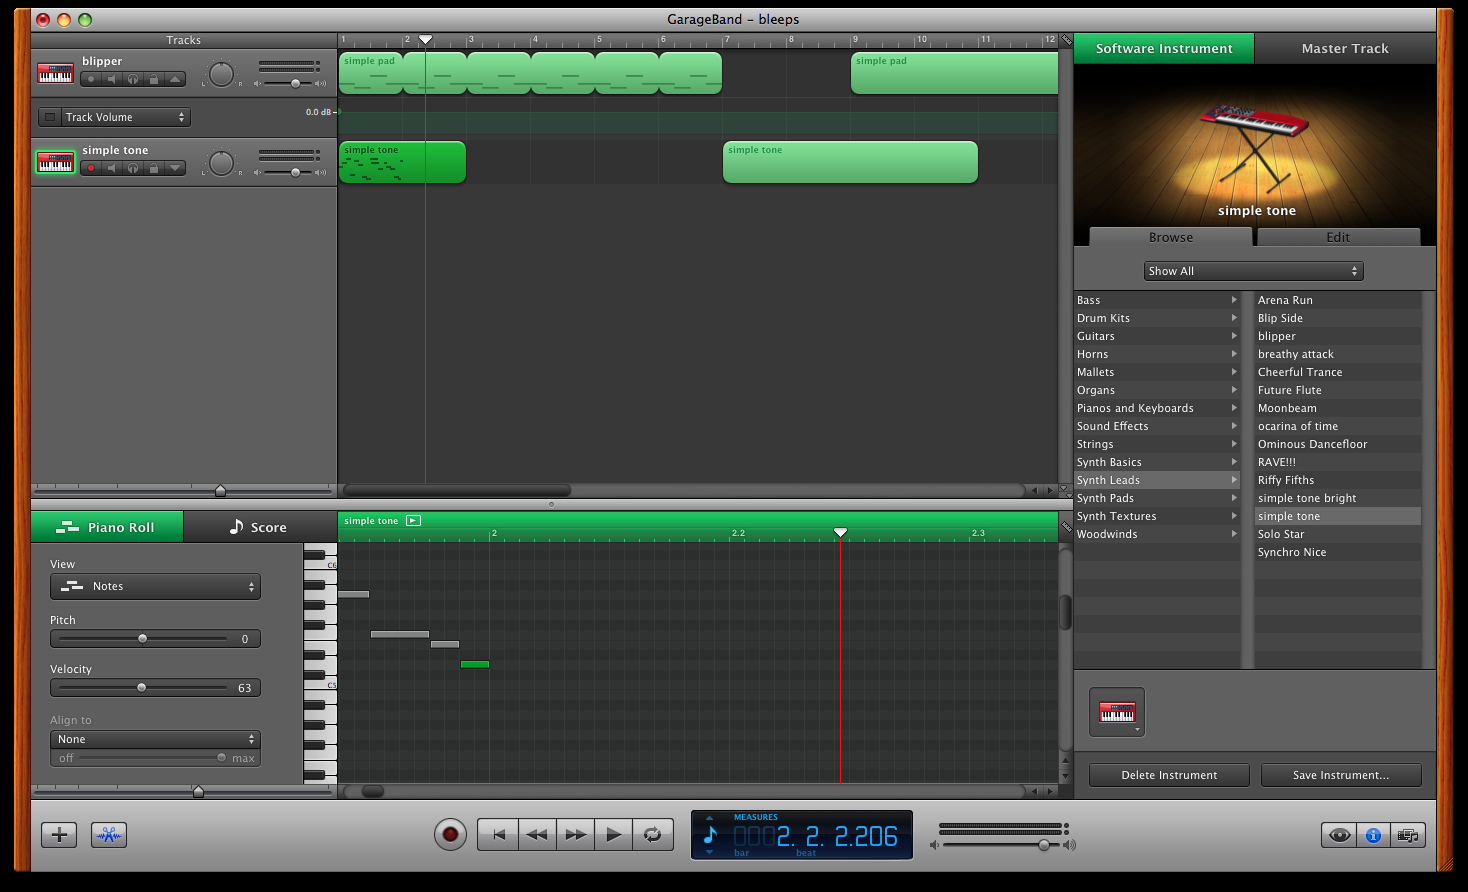 GarageBand – bleeps
Tracks
1 2 3 4 5 6 7 8 9 10 11 12
blipper
L R
simple pad
simple pad
Track Volume
0.0 dB
simple tone
L R
simple tone
simple tone
Software Instrument
Master Track
simple tone
Browse
Edit
Show All
Bass
Drum Kits
Guitars
Horns
Mallets
Organs
Pianos and Keyboards
Sound Effects
Strings
Synth Basics
Synth Leads
Synth Pads
Synth Textures
Woodwinds
Arena Run
Blip Side
blipper
breathy attack
Cheerful Trance
Future Flute
Moonbeam
ocarina of time
Ominous Dancefloor
RAVE!!!
Riffy Fifths
simple tone bright
simple tone
Solo Star
Synchro Nice
Delete Instrument
Save Instrument...
Piano Roll
Score
simple tone
2 2.2 2.3
View
Notes
Pitch
0
Velocity
63
Align to
None
off max
C6
C5
MEASURES
2. 2. 2.206
bar beat